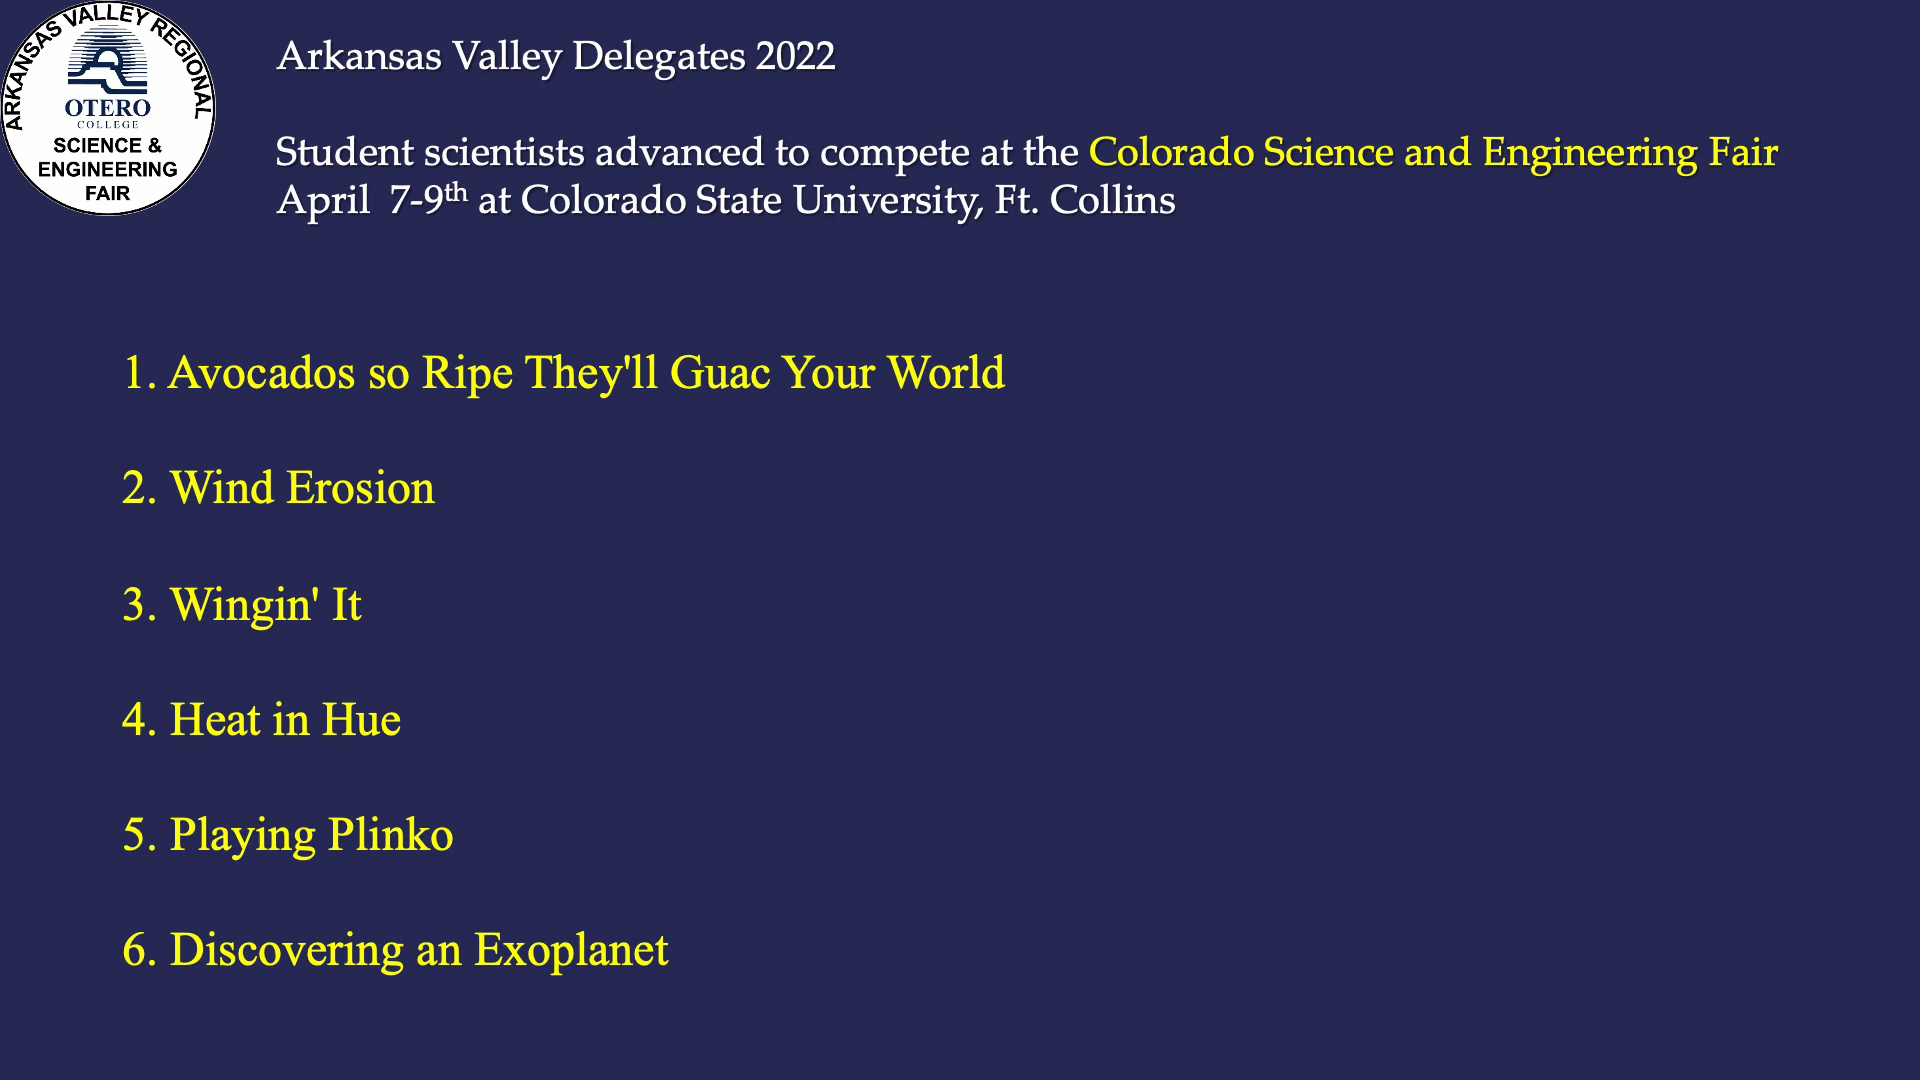 ARKANSAS VALLEY REGIONAL
OTERO
COLLEGE
SCIENCE &
ENGINEERING
FAIR
Arkansas Valley Delegates 2022
Student scientists advanced to compete at the Colorado Science and Engineering Fair
April 7-9th at Colorado State University, Ft. Collins
1. Avocados so Ripe They'll Guac Your World
2. Wind Erosion
3. Wingin' It
4. Heat in Hue
5. Playing Plinko
6. Discovering an Exoplanet